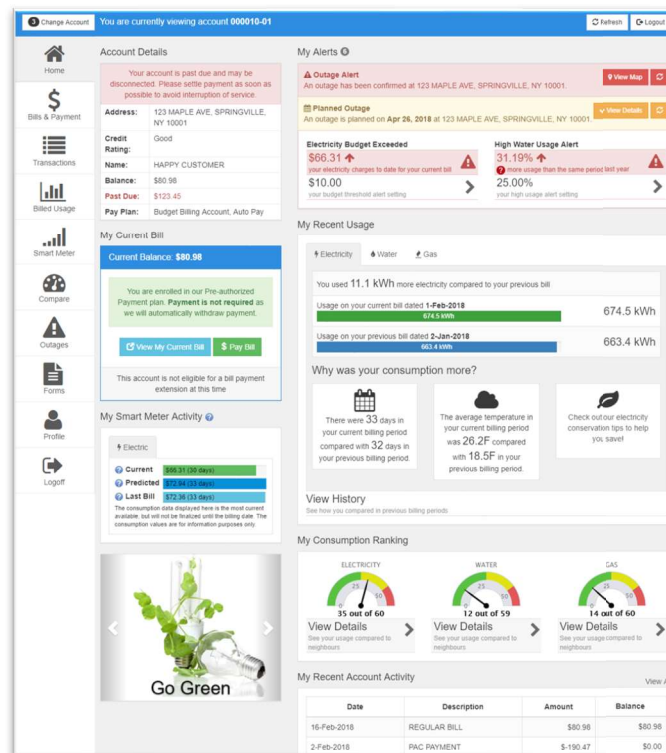 3 Change Account
You are currently viewing account 000010-01
Refresh
Logout
Home
Bills & Payment
Transactions
Billed Usage
Smart Meter
Compare
Outages
Forms
Profile
Logoff
Account Details
Your account is past due and may be
disconnected. Please settle payment as soon as
possible to avoid interruption of service.
Address: 123 MAPLE AVE, SPRINGVILLE,
NY 10001
Credit
Rating: Good
Name: HAPPY CUSTOMER
Balance: $80.98
Past Due: $123.45
Pay Plan: Budget Billing Account, Auto Pay
My Current Bill
Current Balance: $80.98
You are enrolled in our Pre-authorized
Payment plan. Payment is not required as
we will automatically withdraw payment.
View My Current Bill
$ Pay Bill
This account is not eligible for a bill payment
extension at this time
My Smart Meter Activity
Electric
Current $66.31 (30 days)
Predicted $72.94 (33 days)
Last Bill $72.36 (33 days)
The consumption data displayed here is the most current
available, but will not be finalized until the billing date. The
consumption values are for information purposes only.
Go Green
My Alerts
Outage Alert
An outage has been confirmed at 123 MAPLE AVE, SPRINGVILLE, NY 10001.
View Map
Planned Outage
An outage is planned on Apr 26, 2018 at 123 MAPLE AVE, SPRINGVILLE, NY 10001.
View Details
Electricity Budget Exceeded
$66.31
your electricity charges to date for your current bill
$10.00
your budget threshold alert setting
High Water Usage Alert
31.19%
more usage than the same period last year
25.00%
your high usage alert setting
My Recent Usage
Electricity
Water
Gas
You used 11.1 kWh more electricity compared to your previous bill
Usage on your current bill dated 1-Feb-2018
674.5 kWh
674.5 kWh
Usage on your previous bill dated 2-Jan-2018
663.4 kWh
663.4 kWh
Why was your consumption more?
There were 33 days in
your current billing period
compared with 32 days in
your previous billing period.
The average temperature in
your current billing period
was 26.2F compared
with 18.5F in your
previous billing period.
Check out our electricity
conservation tips to help
you save!
View History
See how you compared in previous billing periods
My Consumption Ranking
ELECTRICITY
0 25 50
35 out of 60
View Details
See your usage compared to
neighbours
WATER
0 25 50
12 out of 59
View Details
See your usage compared to
neighbours
GAS
0 25 50
14 out of 60
View Details
See your usage compared to
neighbours
My Recent Account Activity
View A
Date Description Amount Balance
16-Feb-2018 REGULAR BILL $80.98 $80.98
2-Feb-2018 PAC PAYMENT $-190.47 $0.00